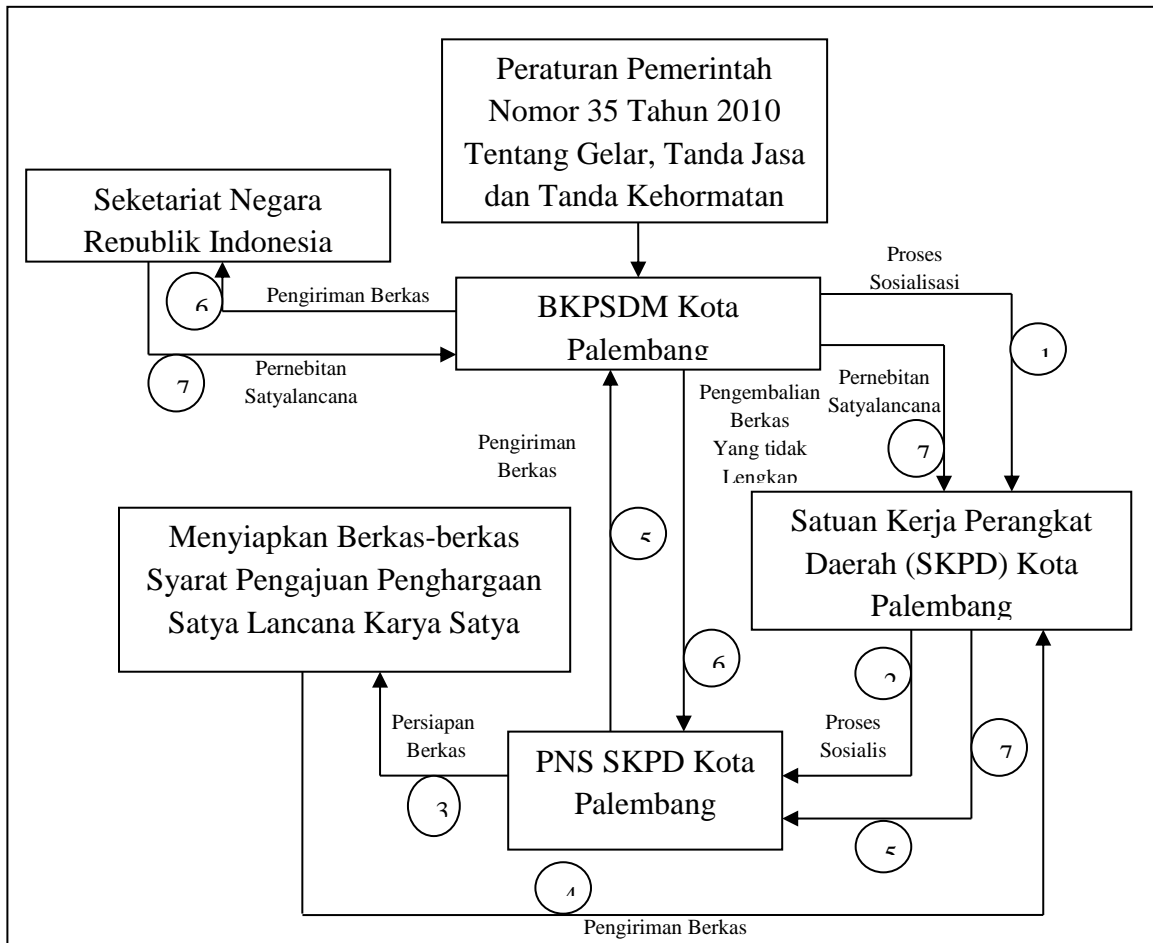 Peraturan Pemerintah
Nomor 35 Tahun 2010
Tentang Gelar, Tanda Jasa
dan Tanda Kehormatan
Seketariat Negara
Republik Indonesia
Proses
Sosialisasi
6
Pengiriman Berkas
BKPSDM Kota
Palembang
1
7
Pernebitan
Satyalancana
Pengembalian
Berkas
Yang tidak
Lengkap
Pernebitan
Satyalancana
7
Pengiriman
Berkas
5
Menyiapkan Berkas-berkas
Syarat Pengajuan Penghargaan
Satya Lancana Karya Satya
Satuan Kerja Perangkat
Daerah (SKPD) Kota
Palembang
6
2
Persiapan
Berkas
3
PNS SKPD Kota
Palembang
Proses
Sosialis
7
5
4
Pengiriman Berkas